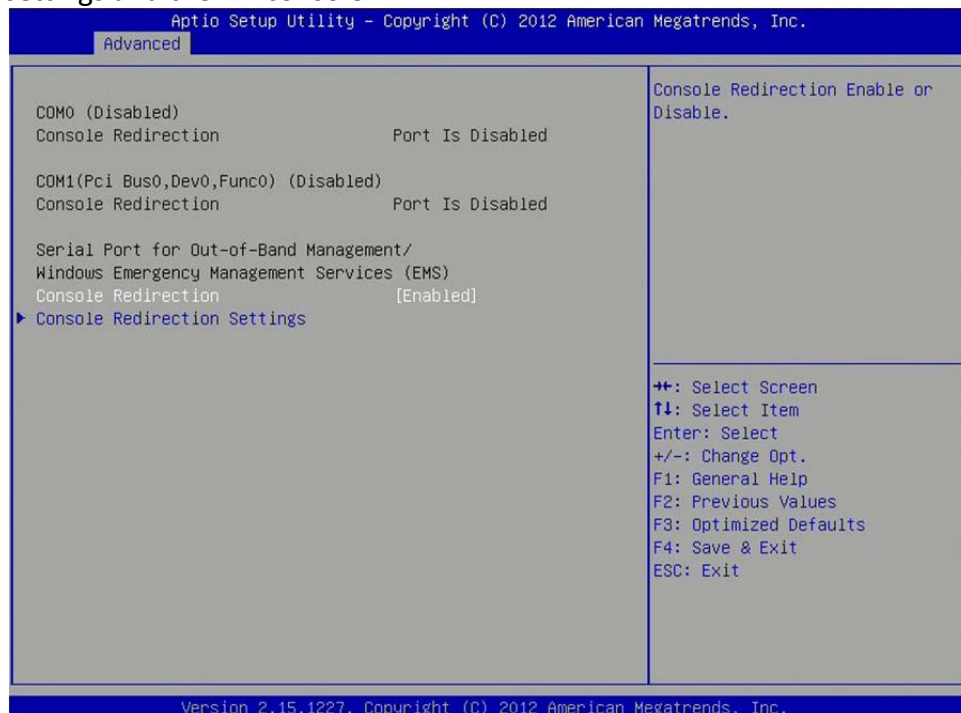 Aptio Setup Utility – Copyright (C) 2012 American Megatrends, Inc.
Advanced
COM0 (Disabled)
Console Redirection Port Is Disabled
COM1(Pci Bus0,Dev0,Func0) (Disabled)
Console Redirection Port Is Disabled
Serial Port for Out-of-Band Management/
Windows Emergency Management Services (EMS)
Console Redirection [Enabled]
▶ Console Redirection Settings
Console Redirection Enable or
Disable.
→←: Select Screen
↑↓: Select Item
Enter: Select
+/-: Change Opt.
F1: General Help
F2: Previous Values
F3: Optimized Defaults
F4: Save & Exit
ESC: Exit
Version 2.15.1227. Copyright (C) 2012 American Megatrends, Inc.